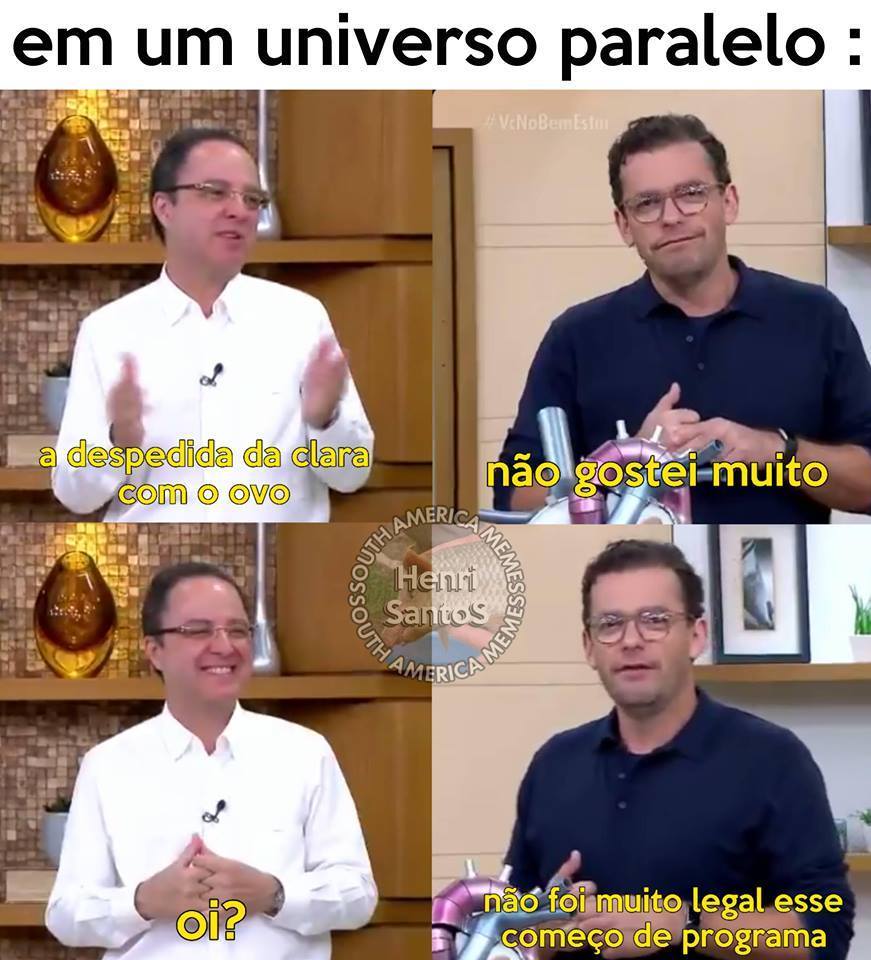 em um universo paralelo :
#VcNoBemEstar
a despedida da clara
com o ovo
não gostei muito
SOUTH AMERICA MEMES
Henri
SantoS
SOUTH AMERICA MEMES
oi?
não foi muito legal esse
começo de programa